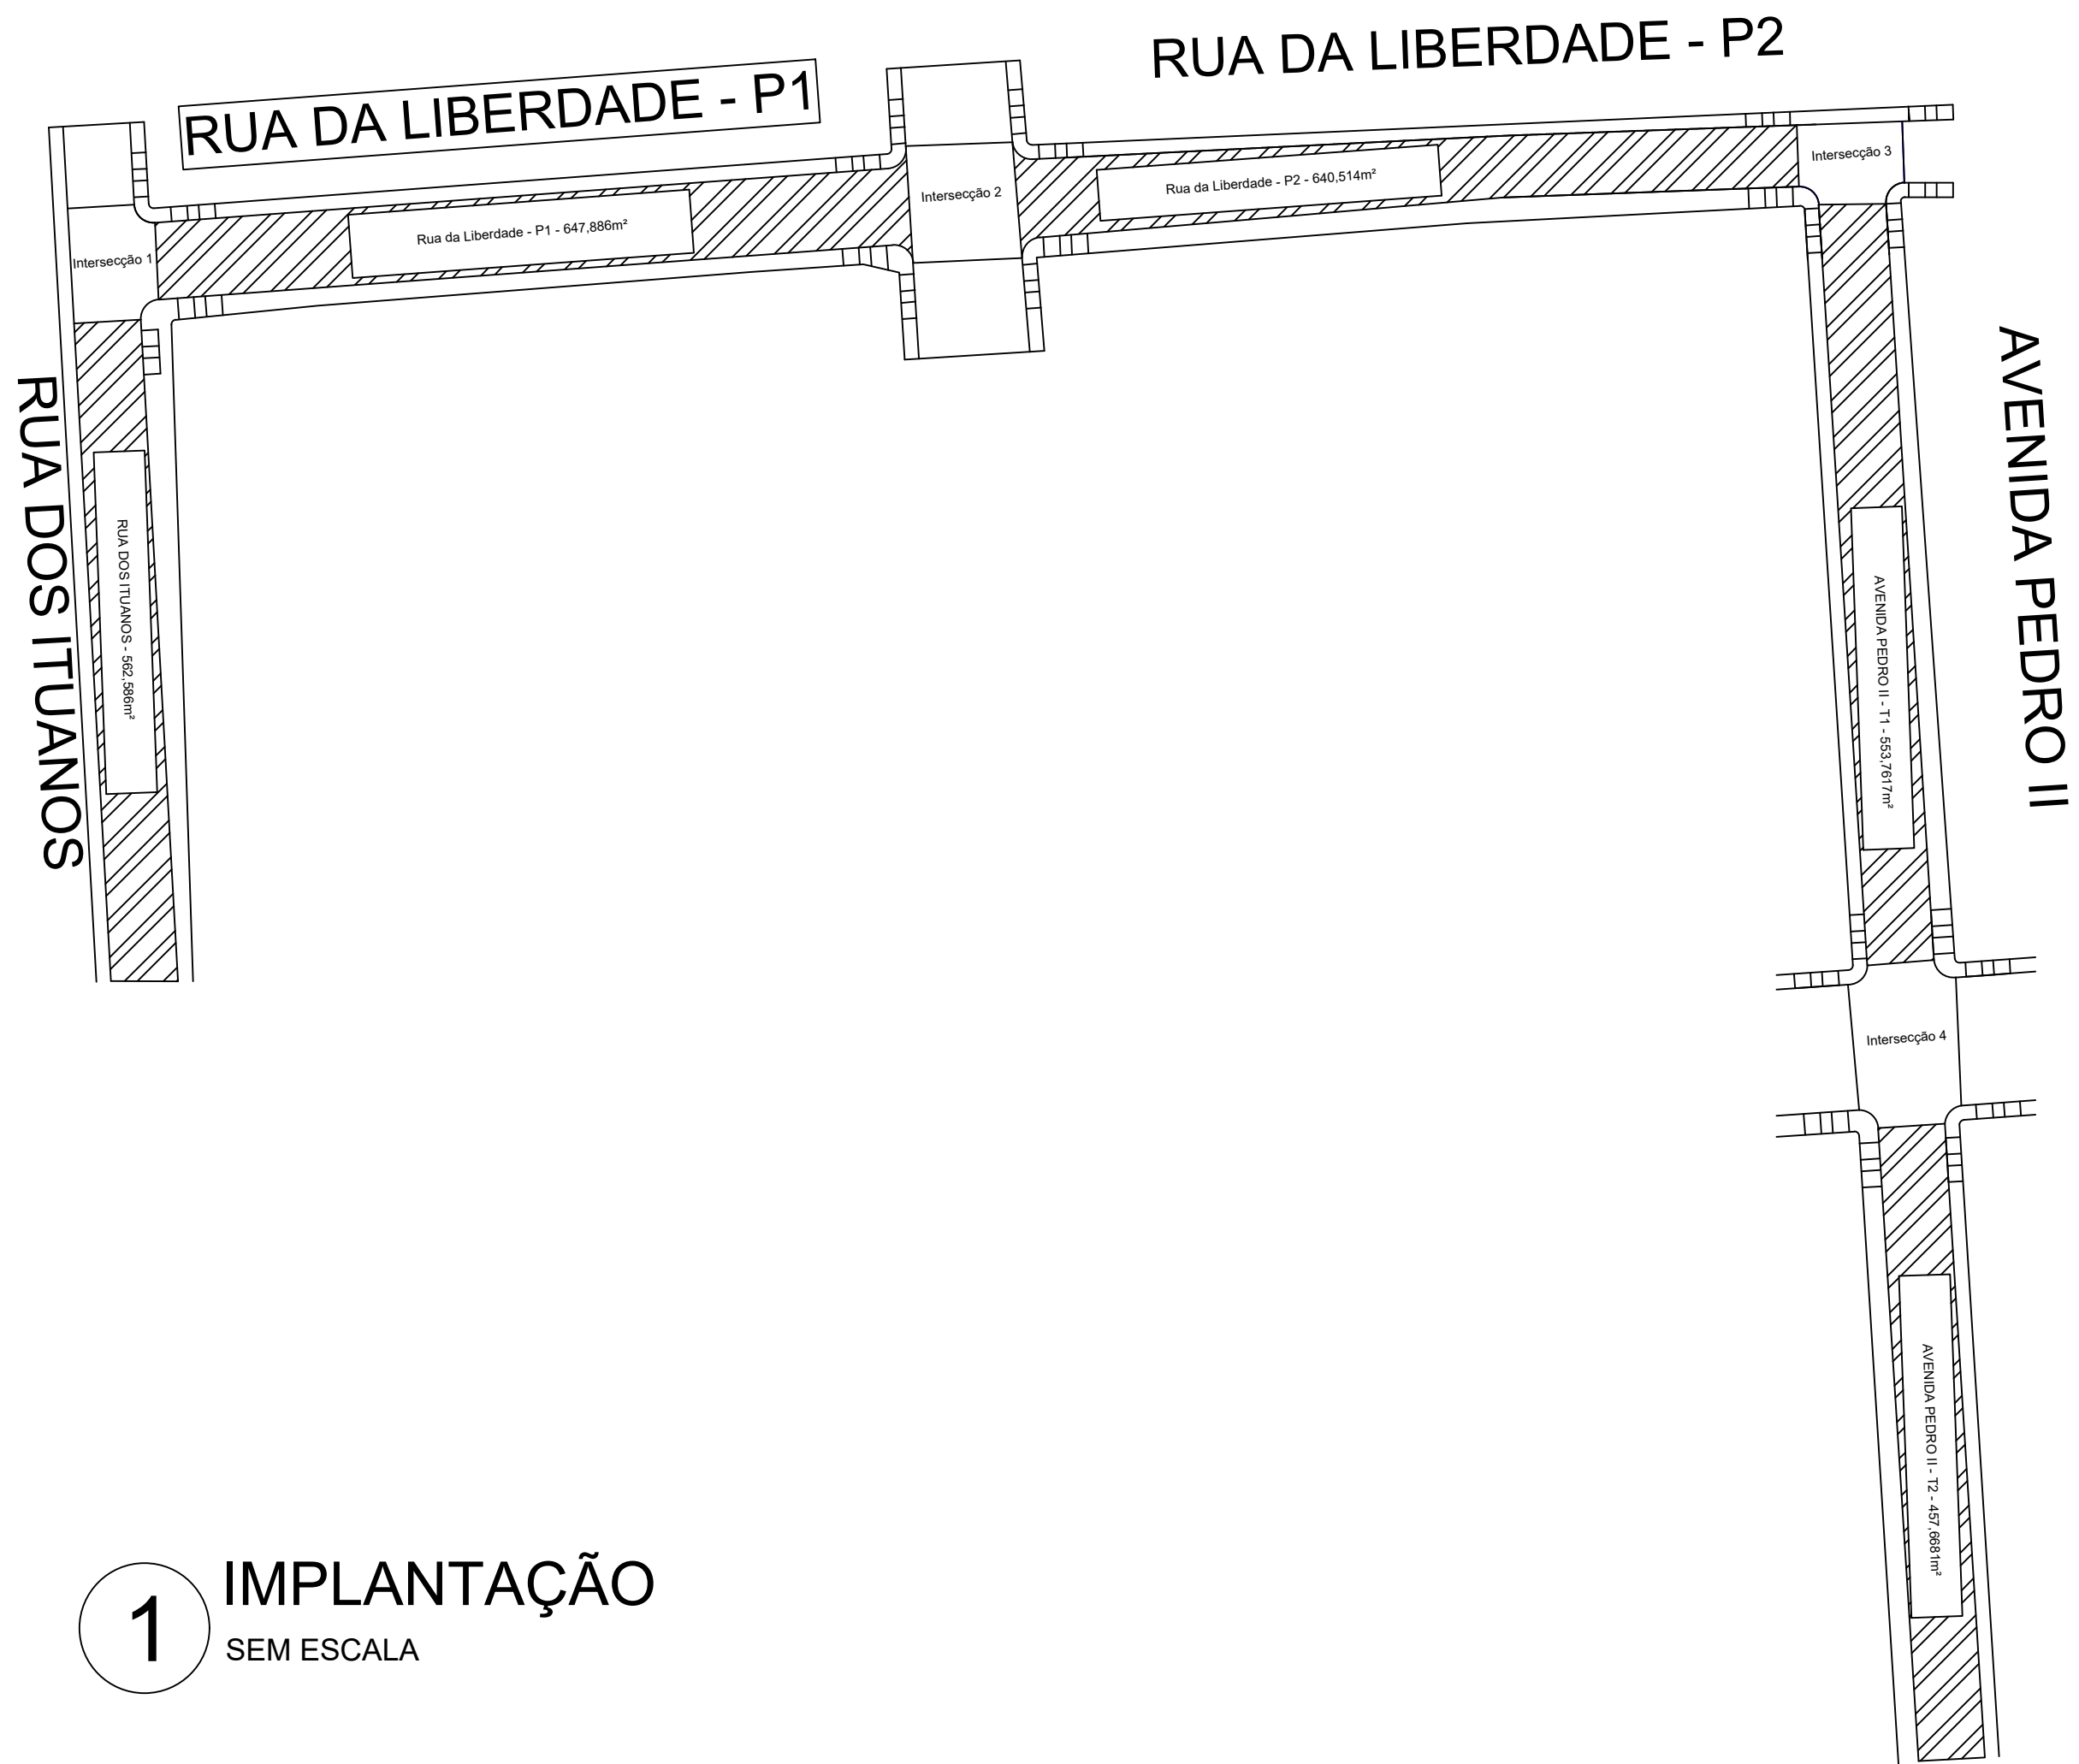 RUA DA LIBERDADE - P2
RUA DA LIBERDADE - P1
Intersecção 3
Rua da Liberdade - P2 - 640,514m²
Intersecção 2
Rua da Liberdade - P1 - 647,886m²
Intersecção 1
RUA DOS ITUANOS
RUA DOS ITUANOS - 562,586m²
AVENIDA PEDRO II
AVENIDA PEDRO II - T1 - 553,7617m²
Intersecção 4
AVENIDA PEDRO II - T2 - 457,6681m²
1
IMPLANTAÇÃO
SEM ESCALA